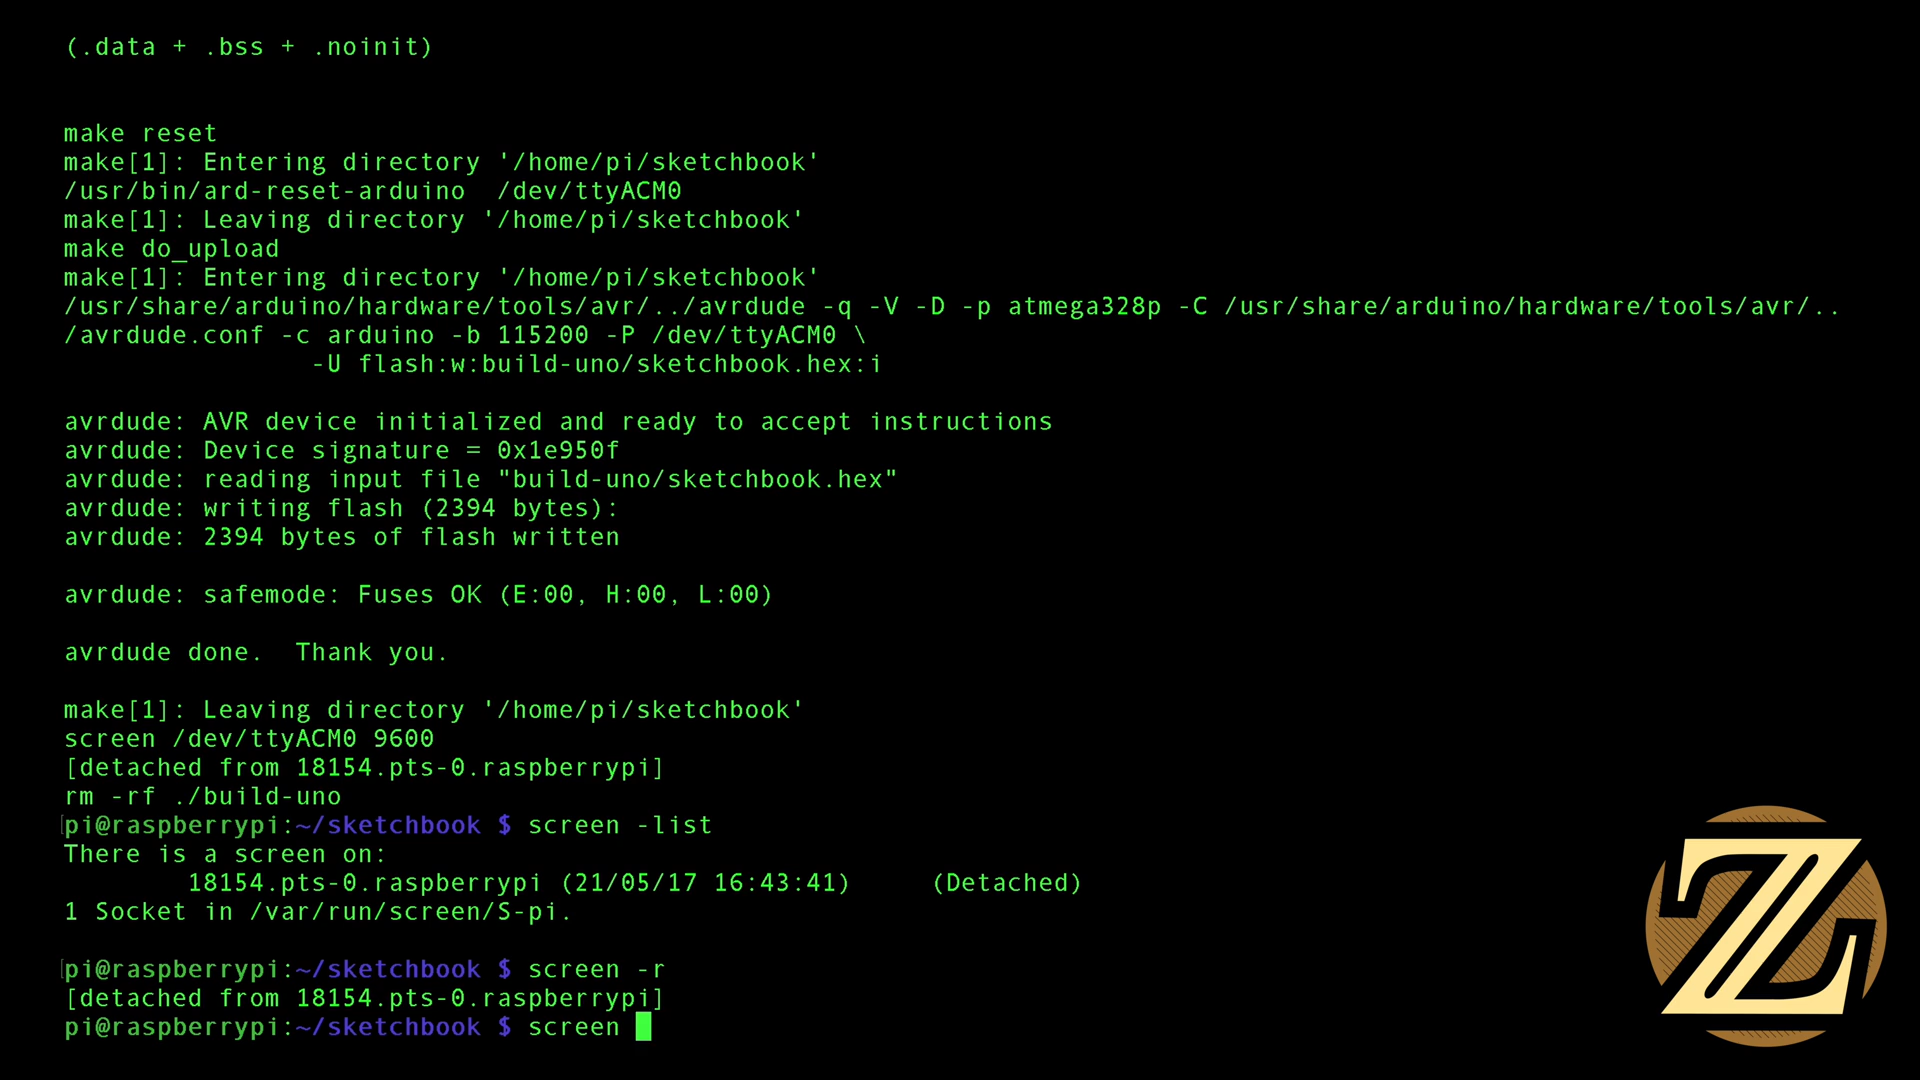 (.data + .bss + .noinit)
make reset
make[1]: Entering directory '/home/pi/sketchbook'
/usr/bin/ard-reset-arduino  /dev/ttyACM0
make[1]: Leaving directory '/home/pi/sketchbook'
make do_upload
make[1]: Entering directory '/home/pi/sketchbook'
/usr/share/arduino/hardware/tools/avr/../avrdude -q -V -D -p atmega328p -C /usr/share/arduino/hardware/tools/avr/..
/avrdude.conf -c arduino -b 115200 -P /dev/ttyACM0 \
-U flash:w:build-uno/sketchbook.hex:i
avrdude: AVR device initialized and ready to accept instructions
avrdude: Device signature = 0x1e950f
avrdude: reading input file "build-uno/sketchbook.hex"
avrdude: writing flash (2394 bytes):
avrdude: 2394 bytes of flash written
avrdude: safemode: Fuses OK (E:00, H:00, L:00)
avrdude done.  Thank you.
make[1]: Leaving directory '/home/pi/sketchbook'
screen /dev/ttyACM0 9600
[detached from 18154.pts-0.raspberrypi]
rm -rf ./build-uno
pi@raspberrypi:~/sketchbook $ screen -list
There is a screen on:
18154.pts-0.raspberrypi (21/05/17 16:43:41)     (Detached)
1 Socket in /var/run/screen/S-pi.
pi@raspberrypi:~/sketchbook $ screen -r
[detached from 18154.pts-0.raspberrypi]
pi@raspberrypi:~/sketchbook $ screen
Z